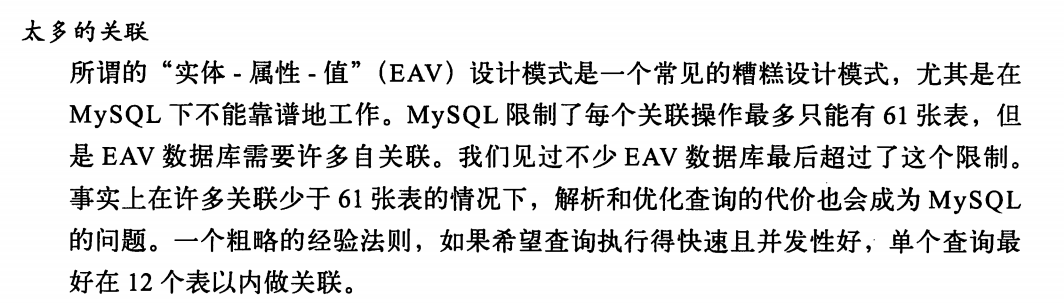 太多的关联
所谓的“实体 - 属性 - 值”（EAV）设计模式是一个常见的糟糕设计模式，尤其是在
MySQL 下不能靠谱地工作。MySQL 限制了每个关联操作最多只能有 61 张表，但
是 EAV 数据库需要许多自关联。我们见过不少 EAV 数据库最后超过了这个限制。
事实上在许多关联少于 61 张表的情况下，解析和优化查询的代价也会成为 MySQL
的问题。一个粗略的经验法则，如果希望查询执行得快速且并发性好，单个查询最
好在 12 个表以内做关联。